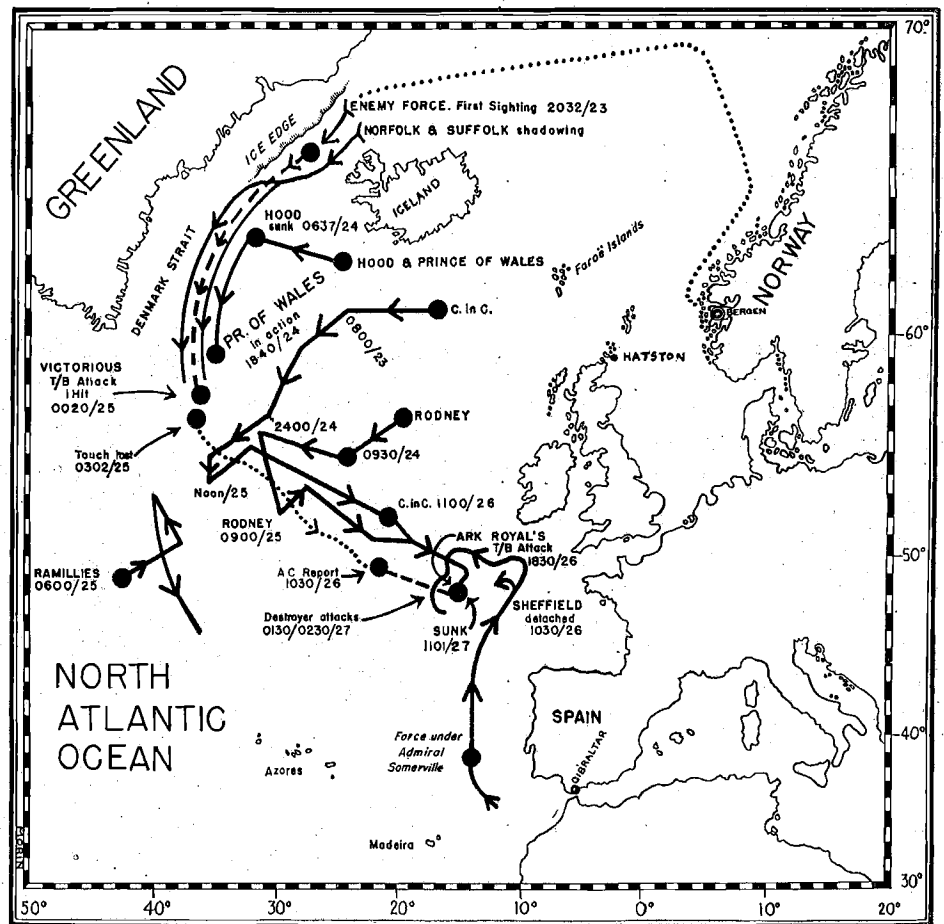 70°
GREENLAND
ENEMY FORCE. First Sighting 2032/23
NORFOLK & SUFFOLK shadowing
ICE EDGE
ICELAND
DENMARK STRAIT
HOOD
sunk 0637/24
HOOD & PRINCE OF WALES
Faroë Islands
NORWAY
BERGEN
PR. OF WALES
in action
1840/24
C. in C.
0800/23
60°
HATSTON
VICTORIOUS
T/B Attack
1 Hit
0020/25
2400/24
RODNEY
0930/24
Touch lost
0302/25
Noon/25
C. in C. 1100/26
RODNEY
0900/25
ARK ROYAL'S
T/B Attack
1830/26
50°
RAMILLIES
0600/25
A C Report
1030/26
Destroyer attacks
0130/0230/27
SUNK
1101/27
SHEFFIELD
detached
1030/26
NORTH
ATLANTIC
OCEAN
SPAIN
GIBRALTAR
Force under
Admiral
Somerville
40°
Azores
Madeira
MORIN
30°
50°
40°
30°
20°
10°
0°
10°
20°